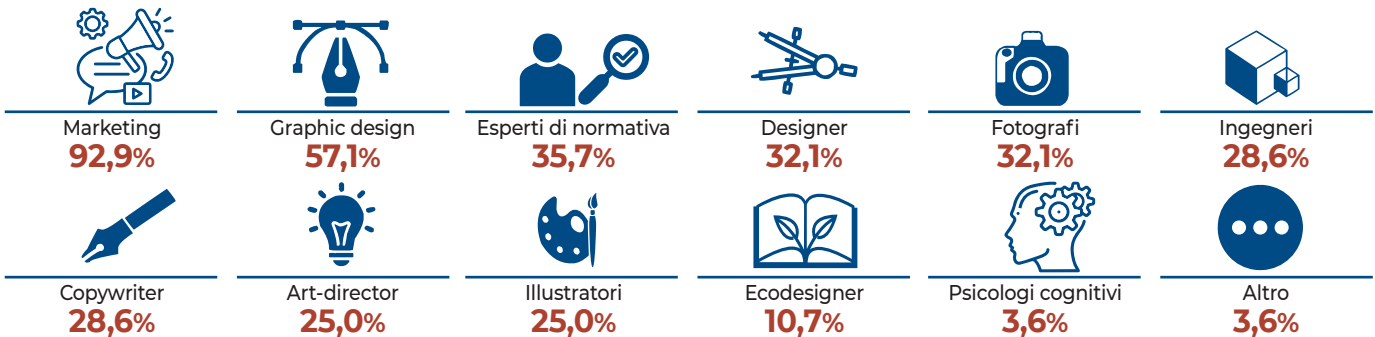 Marketing
92,9%
Graphic design
57,1%
Esperti di normativa
35,7%
Designer
32,1%
Fotografi
32,1%
Ingegneri
28,6%
Copywriter
28,6%
Art-director
25,0%
Illustratori
25,0%
Ecodesigner
10,7%
Psicologi cognitivi
3,6%
Altro
3,6%